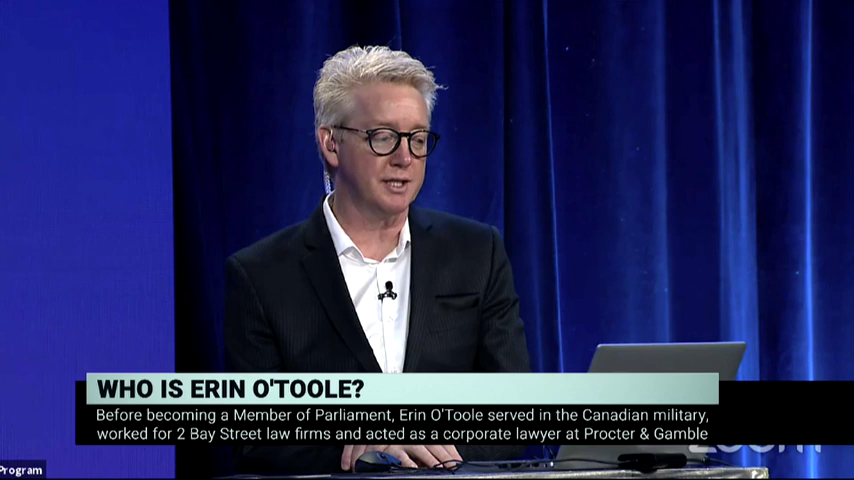 WHO IS ERIN O'TOOLE?
Before becoming a Member of Parliament, Erin O'Toole served in the Canadian military,
worked for 2 Bay Street law firms and acted as a corporate lawyer at Procter & Gamble
zoom
Program